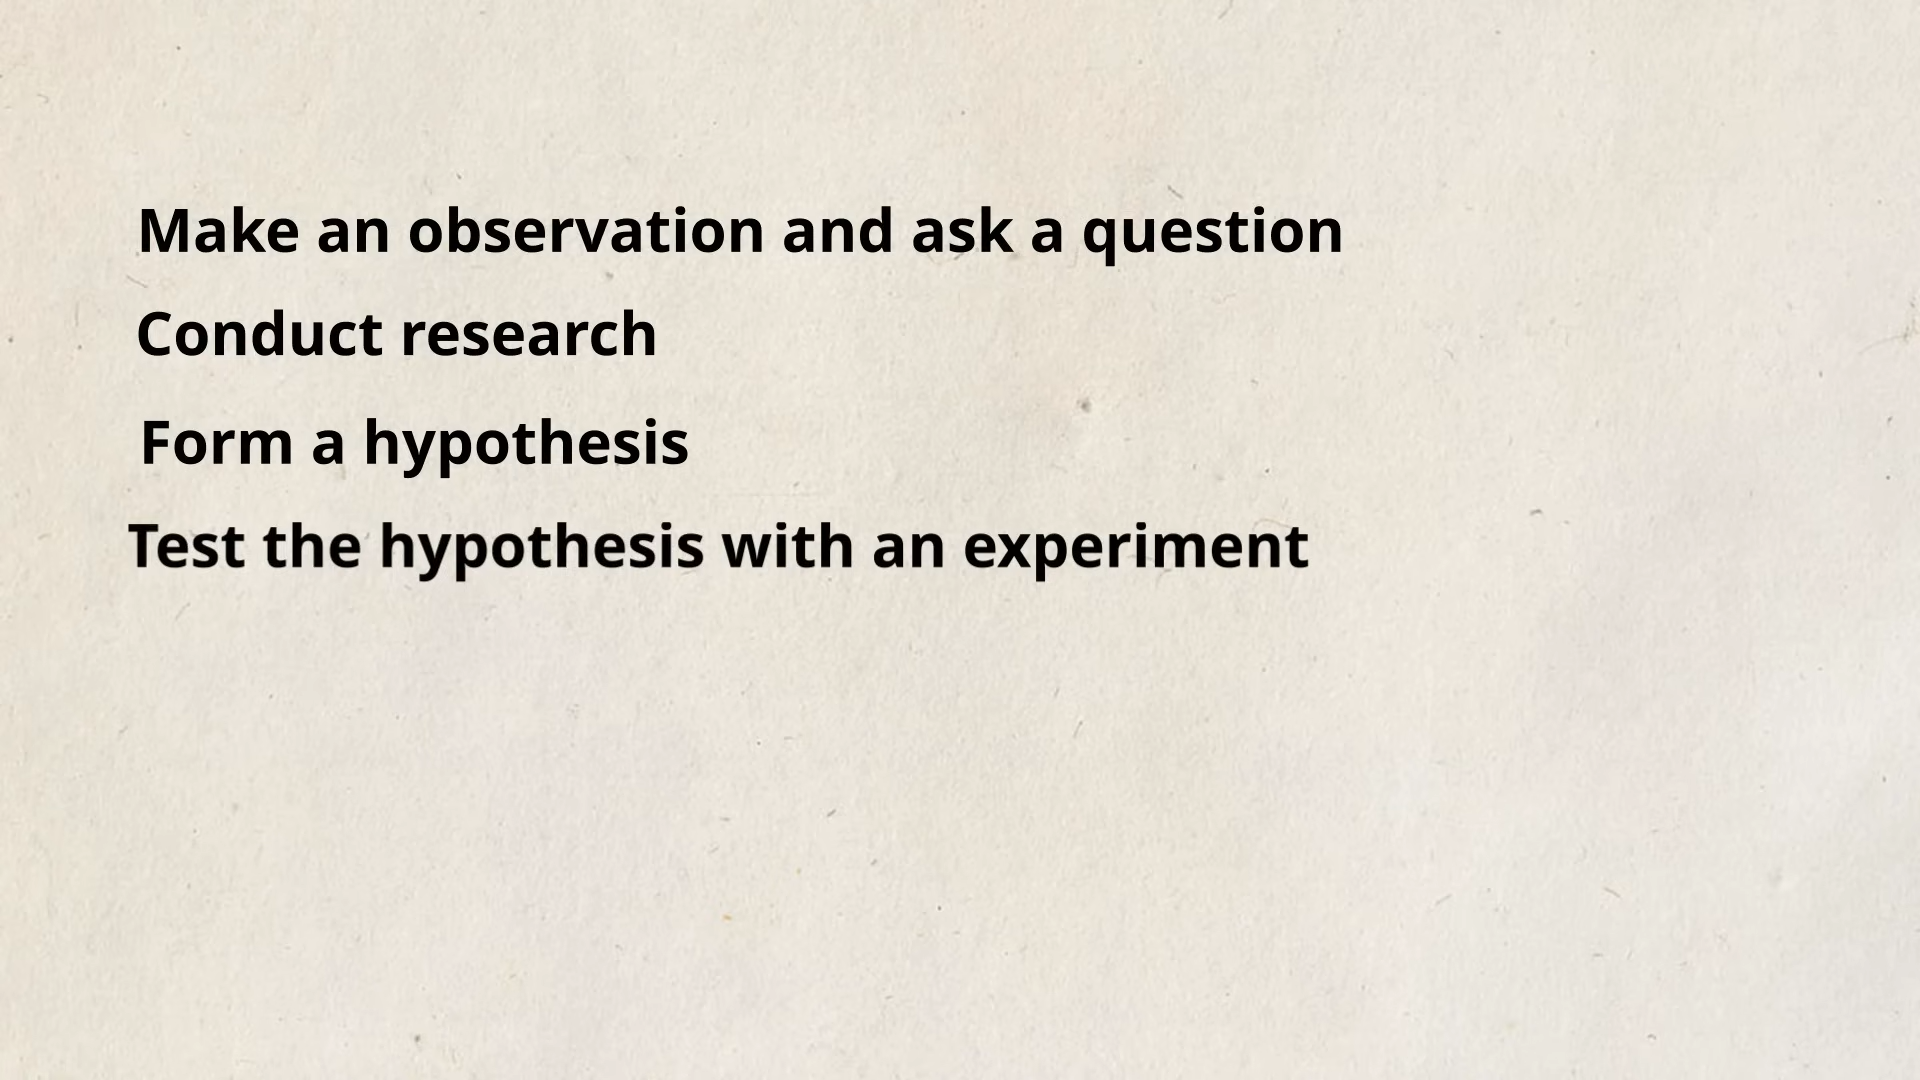 Make an observation and ask a question
Conduct research
Form a hypothesis
Test the hypothesis with an experiment